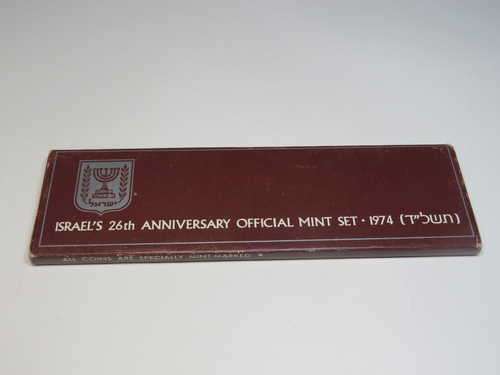 ישראל
ISRAEL'S 26th ANNIVERSARY OFFICIAL MINT SET · 1974 (תשל"ד)
ALL COINS ARE SPECIALLY MINT-MARKED ✡